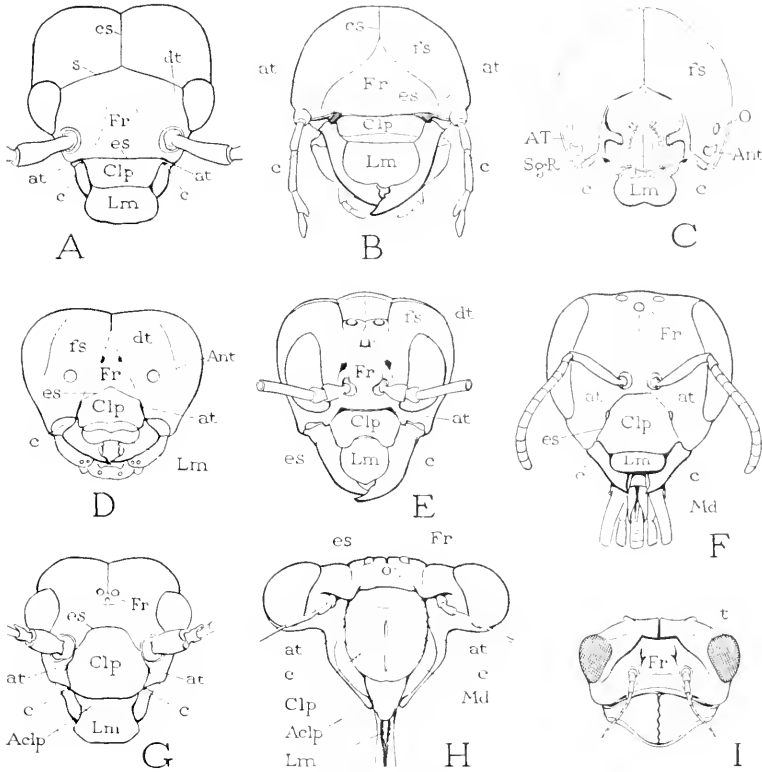 cs
s
dt
Fr
es
at
Clp
at
c
c
Lm
A
cs
fs
at
at
Fr
es
Clp
Lm
c
c
B
fs
O
AT
Ant
SgR
c
c
Lm
C
fs
dt
Ant
Fr
es
Clp
at
c
Lm
D
fs
dt
Fr
at
Clp
es
Lm
c
E
Fr
at
at
es
Clp
Lm
c
c
Md
F
Fr
es
Clp
at
at
c
c
Aclp
Lm
G
es
Fr
O
at
at
c
c
Clp
Md
Aclp
Lm
H
t
Fr
I